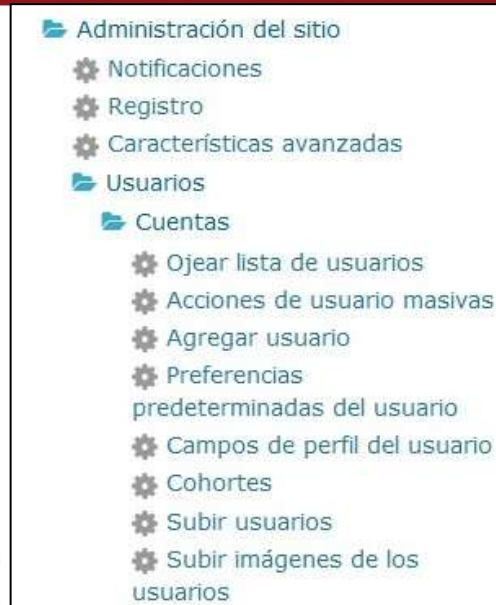 Administración del sitio
Notificaciones
Registro
Características avanzadas
Usuarios
Cuentas
Ojear lista de usuarios
Acciones de usuario masivas
Agregar usuario
Preferencias
predeterminadas del usuario
Campos de perfil del usuario
Cohortes
Subir usuarios
Subir imágenes de los
usuarios